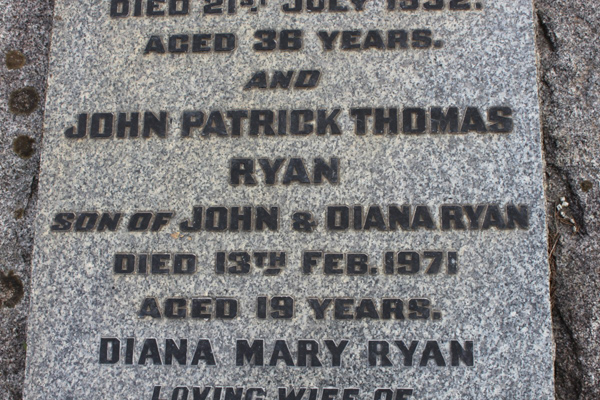 DIED 21ST JULY 1932.
AGED 36 YEARS.
AND
JOHN PATRICK THOMAS
RYAN
SON OF JOHN & DIANA RYAN
DIED 13TH FEB. 1971
AGED 19 YEARS.
DIANA MARY RYAN
LOVING WIFE OF